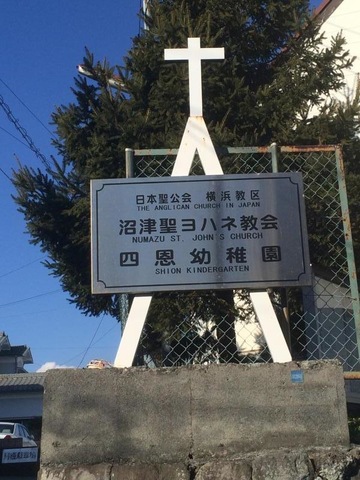 日本聖公会 横浜教区
THE ANGLICAN CHURCH IN JAPAN
沼津聖ヨハネ教会
NUMAZU ST. JOHN'S CHURCH
四恩幼稚園
SHION KINDERGARTEN